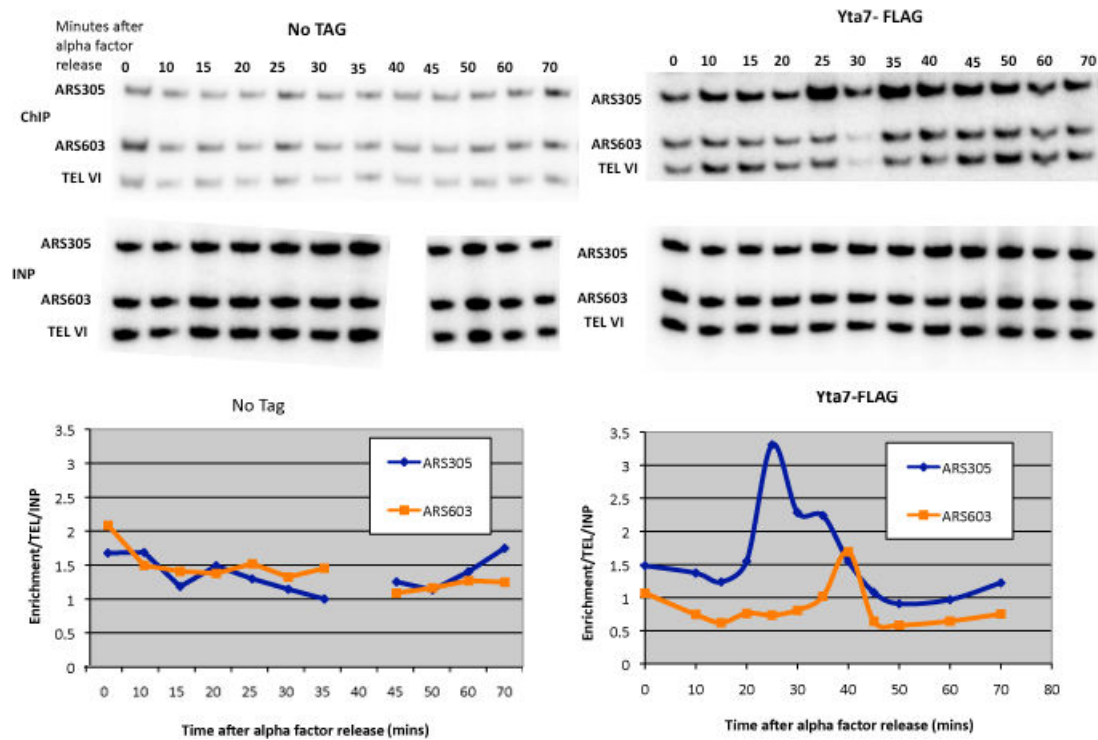 No TAG
Minutes after
alpha factor
release
0 10 15 20 25 30 35 40 45 50 60 70
ARS305
ChIP
ARS603
TEL VI
Yta7- FLAG
0 10 15 20 25 30 35 40 45 50 60 70
ARS305
ARS603
TEL VI
ARS305
INP
ARS603
TEL VI
ARS305
ARS603
TEL VI
No Tag
3.5
3
2.5
2
1.5
1
0.5
0
Enrichment/TEL/INP
ARS305
ARS603
0 10 15 20 25 30 35 40 45 50 60 70
Time after alpha factor release (mins)
Yta7-FLAG
3.5
3
2.5
2
1.5
1
0.5
0
Enrichment/TEL/INP
ARS305
ARS603
0 10 20 30 40 50 60 70 80
Time after alpha factor release (mins)